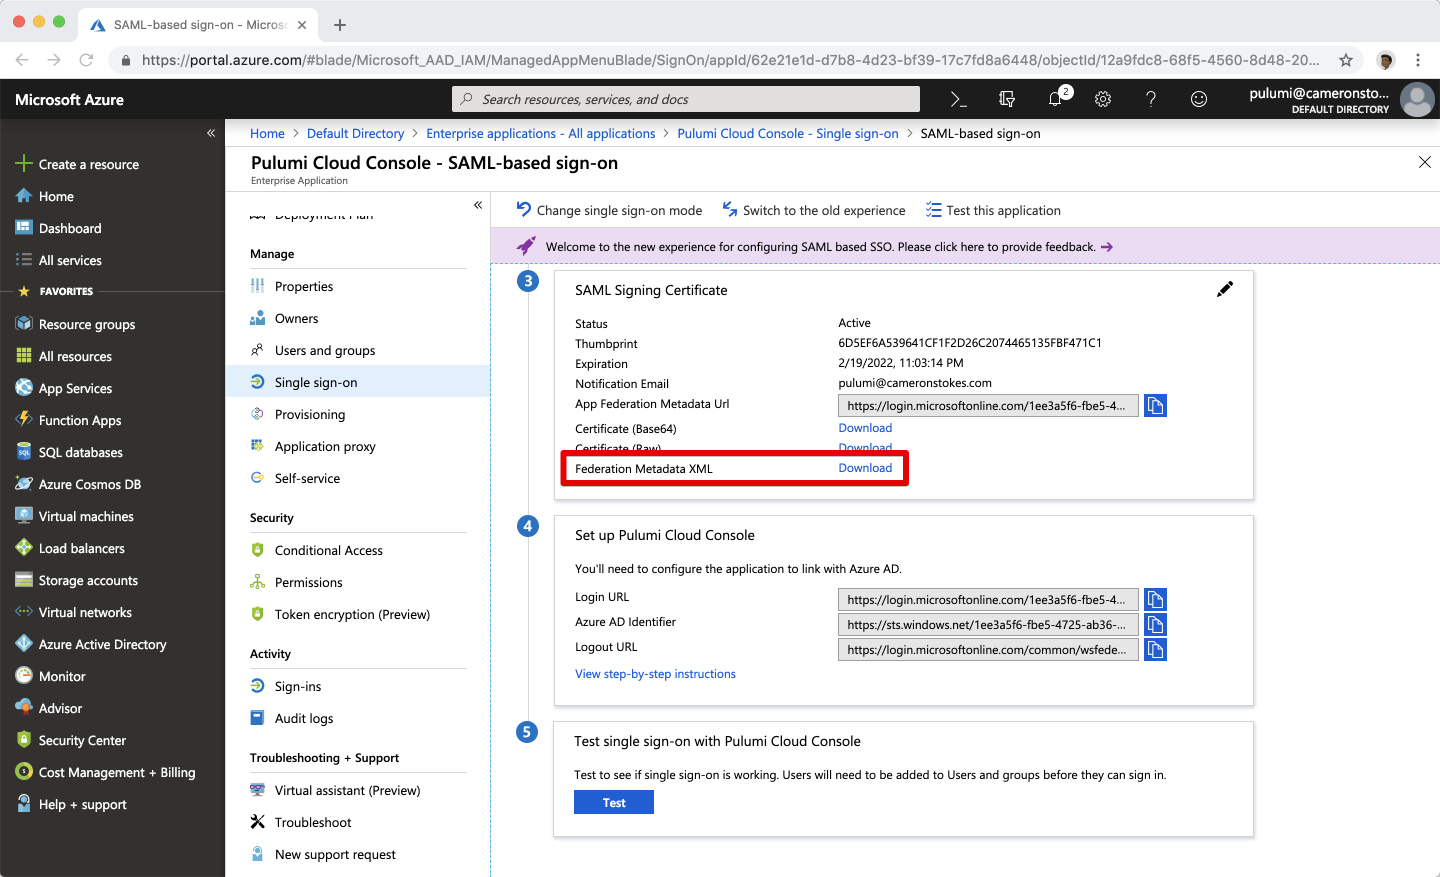 SAML-based sign-on - Micros
https://portal.azure.com/#blade/Microsoft_AAD_IAM/ManagedAppMenuBlade/SignOn/appId/62e21e1d-d7b8-4d23-bf39-17c7fd8a6448/objectId/12a9fdc8-68f5-4560-8d48-20...
Microsoft Azure
Search resources, services, and docs
2
pulumi@cameronsto...
DEFAULT DIRECTORY
Home > Default Directory > Enterprise applications - All applications > Pulumi Cloud Console - Single sign-on > SAML-based sign-on
Pulumi Cloud Console - SAML-based sign-on
Enterprise Application
Create a resource
Home
Dashboard
All services
FAVORITES
Resource groups
All resources
App Services
Function Apps
SQL databases
Azure Cosmos DB
Virtual machines
Load balancers
Storage accounts
Virtual networks
Azure Active Directory
Monitor
Advisor
Security Center
Cost Management + Billing
Help + support
Deployment Plan
Manage
Properties
Owners
Users and groups
Single sign-on
Provisioning
Application proxy
Self-service
Security
Conditional Access
Permissions
Token encryption (Preview)
Activity
Sign-ins
Audit logs
Troubleshooting + Support
Virtual assistant (Preview)
Troubleshoot
New support request
Change single sign-on mode
Switch to the old experience
Test this application
Welcome to the new experience for configuring SAML based SSO. Please click here to provide feedback.
3
SAML Signing Certificate
Status Active
Thumbprint 6D5EF6A539641CF1F2D26C2074465135FBF471C1
Expiration 2/19/2022, 11:03:14 PM
Notification Email pulumi@cameronstokes.com
App Federation Metadata Url https://login.microsoftonline.com/1ee3a5f6-fbe5-4...
Certificate (Base64) Download
Certificate (Raw) Download
Federation Metadata XML Download
4
Set up Pulumi Cloud Console
You'll need to configure the application to link with Azure AD.
Login URL https://login.microsoftonline.com/1ee3a5f6-fbe5-4...
Azure AD Identifier https://sts.windows.net/1ee3a5f6-fbe5-4725-ab36-...
Logout URL https://login.microsoftonline.com/common/wsfede...
View step-by-step instructions
5
Test single sign-on with Pulumi Cloud Console
Test to see if single sign-on is working. Users will need to be added to Users and groups before they can sign in.
Test